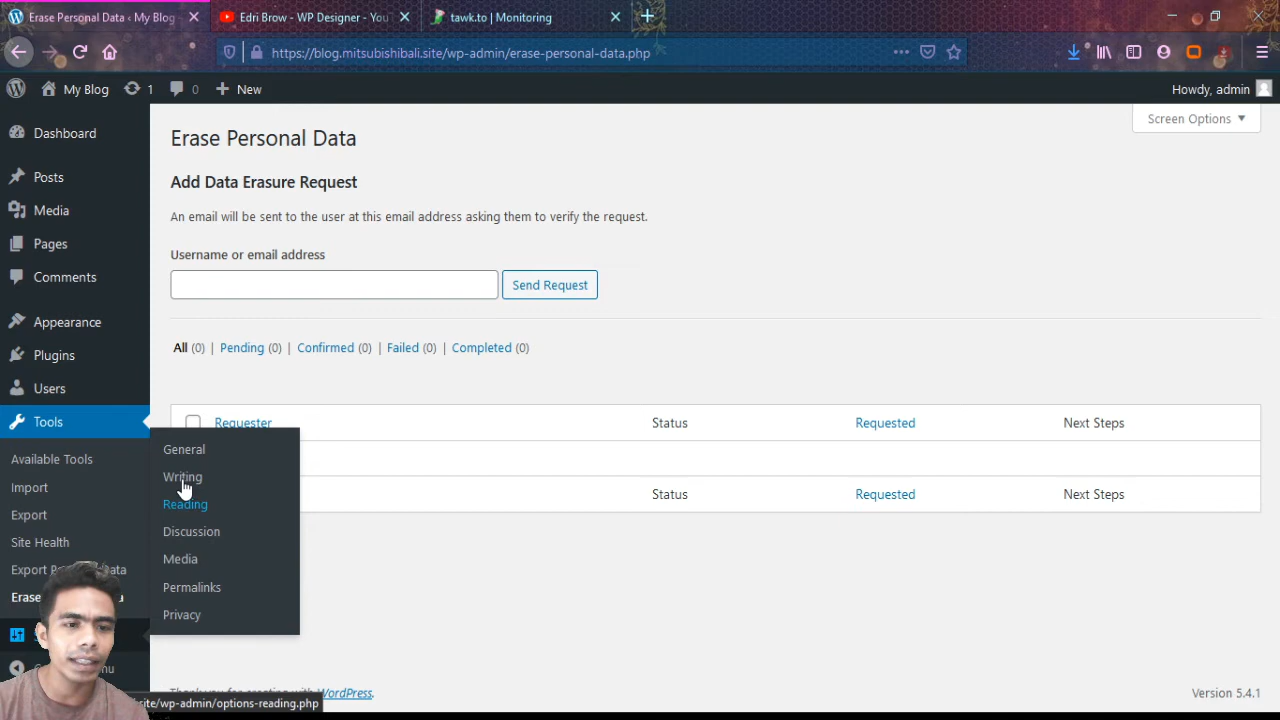 Erase Personal Data ‹ My Blog
Edri Brow - WP Designer - You
tawk.to | Monitoring
https://blog.mitsubishibali.site/wp-admin/erase-personal-data.php
My Blog
1
0
New
Howdy, admin
Dashboard
Posts
Media
Pages
Comments
Appearance
Plugins
Users
Tools
Available Tools
Import
Export
Site Health
Export Data
Erase
Screen Options
Erase Personal Data
Add Data Erasure Request
An email will be sent to the user at this email address asking them to verify the request.
Username or email address
Send Request
All (0) | Pending (0) | Confirmed (0) | Failed (0) | Completed (0)
Requester Status Requested Next Steps
Status Requested Next Steps
General
Writing
Reading
Discussion
Media
Permalinks
Privacy
WordPress.
Version 5.4.1
site/wp-admin/options-reading.php